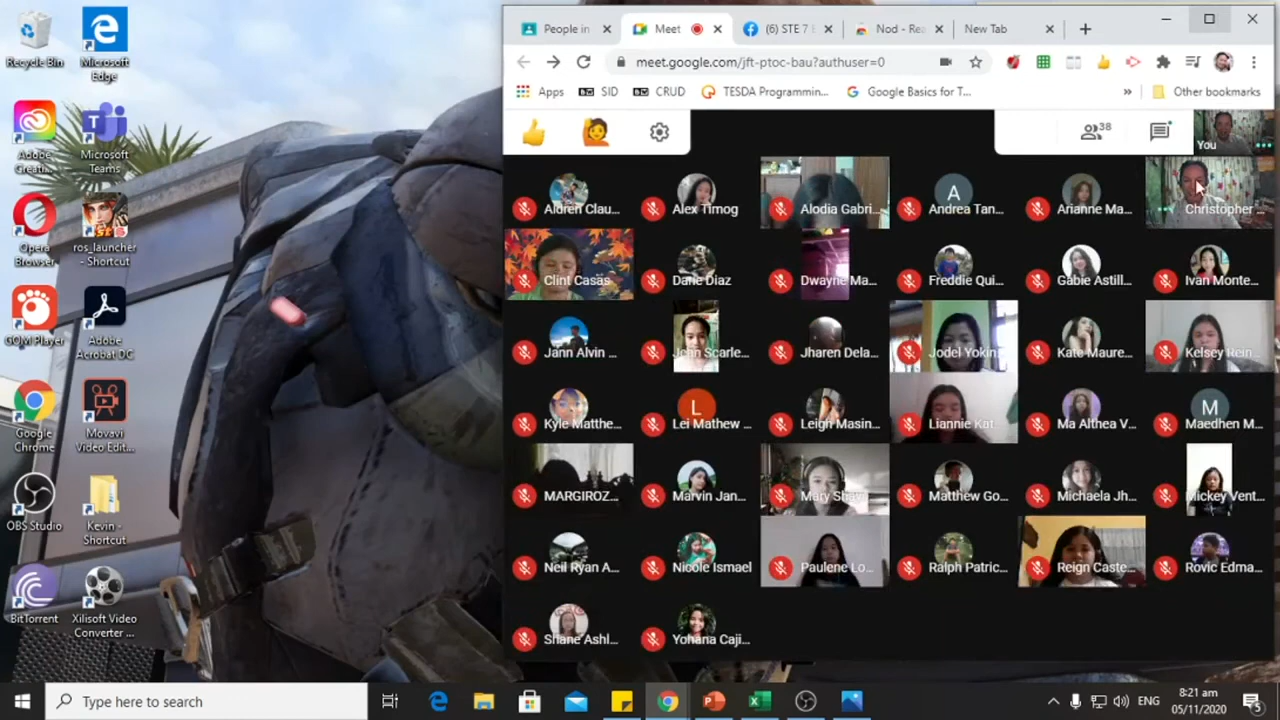 Recycle Bin
Microsoft Edge
Adobe Creati...
Microsoft Teams
Opera Browser
ros_launcher - Shortcut
GOM Player
Adobe Acrobat DC
Google Chrome
Movavi Video Edit...
OBS Studio
Kevin - Shortcut
BitTorrent
Xilisoft Video Converter ...
People in
Meet
(6) STE 7
Nod - Rea
New Tab
meet.google.com/jft-ptoc-bau?authuser=0
Apps
SID
CRUD
TESDA Programmin...
Google Basics for T...
»
Other bookmarks
38
You
Aldren Clau...
Alex Timog
Alodia Gabri...
A
Andrea Tan...
Arianne Ma...
Christopher ...
Clint Casas
Dane Diaz
Dwayne Ma...
Freddie Qui...
Gabie Astill...
Ivan Monte...
Jann Alvin ...
John Scarle...
Jharen Dela...
Jodel Yokin
Kate Maure...
Kelsey Rein...
Kyle Matthe...
L
Lei Mathew ...
Leigh Masin...
Liannie Kat...
Ma Althea V...
M
Maedhen M...
MARGIROZ...
Marvin Jan...
Mary Shay
Matthew Go...
Michaela Jh...
Mickey Vent...
Neil Ryan A...
Nicole Ismael
Paulene Lo...
Ralph Patric...
Reign Caste...
Rovic Edma...
Shane Ashl...
Yohana Caji...
Type here to search
ENG
8:21 am
05/11/2020
5